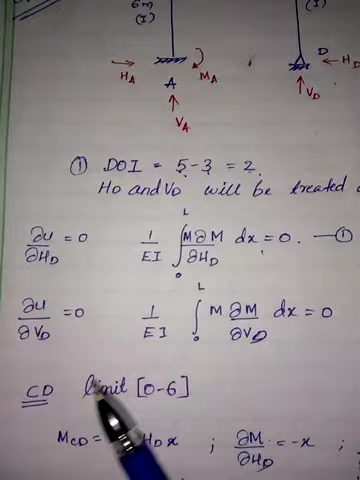 6m
(I)
(I)
HA
MA
A
VA
D
HD
VD
① DOI = 5-3 = 2
HD and VD will be treated
∂U/∂HD = 0 1/EI ∫₀ᴸ M∂M/∂HD dx = 0. — ①
∂U/∂VD = 0 1/EI ∫₀ᴸ M ∂M/∂VD dx = 0
CD limit [0-6]
MCD = HD x ; ∂M/∂HD = -x ;